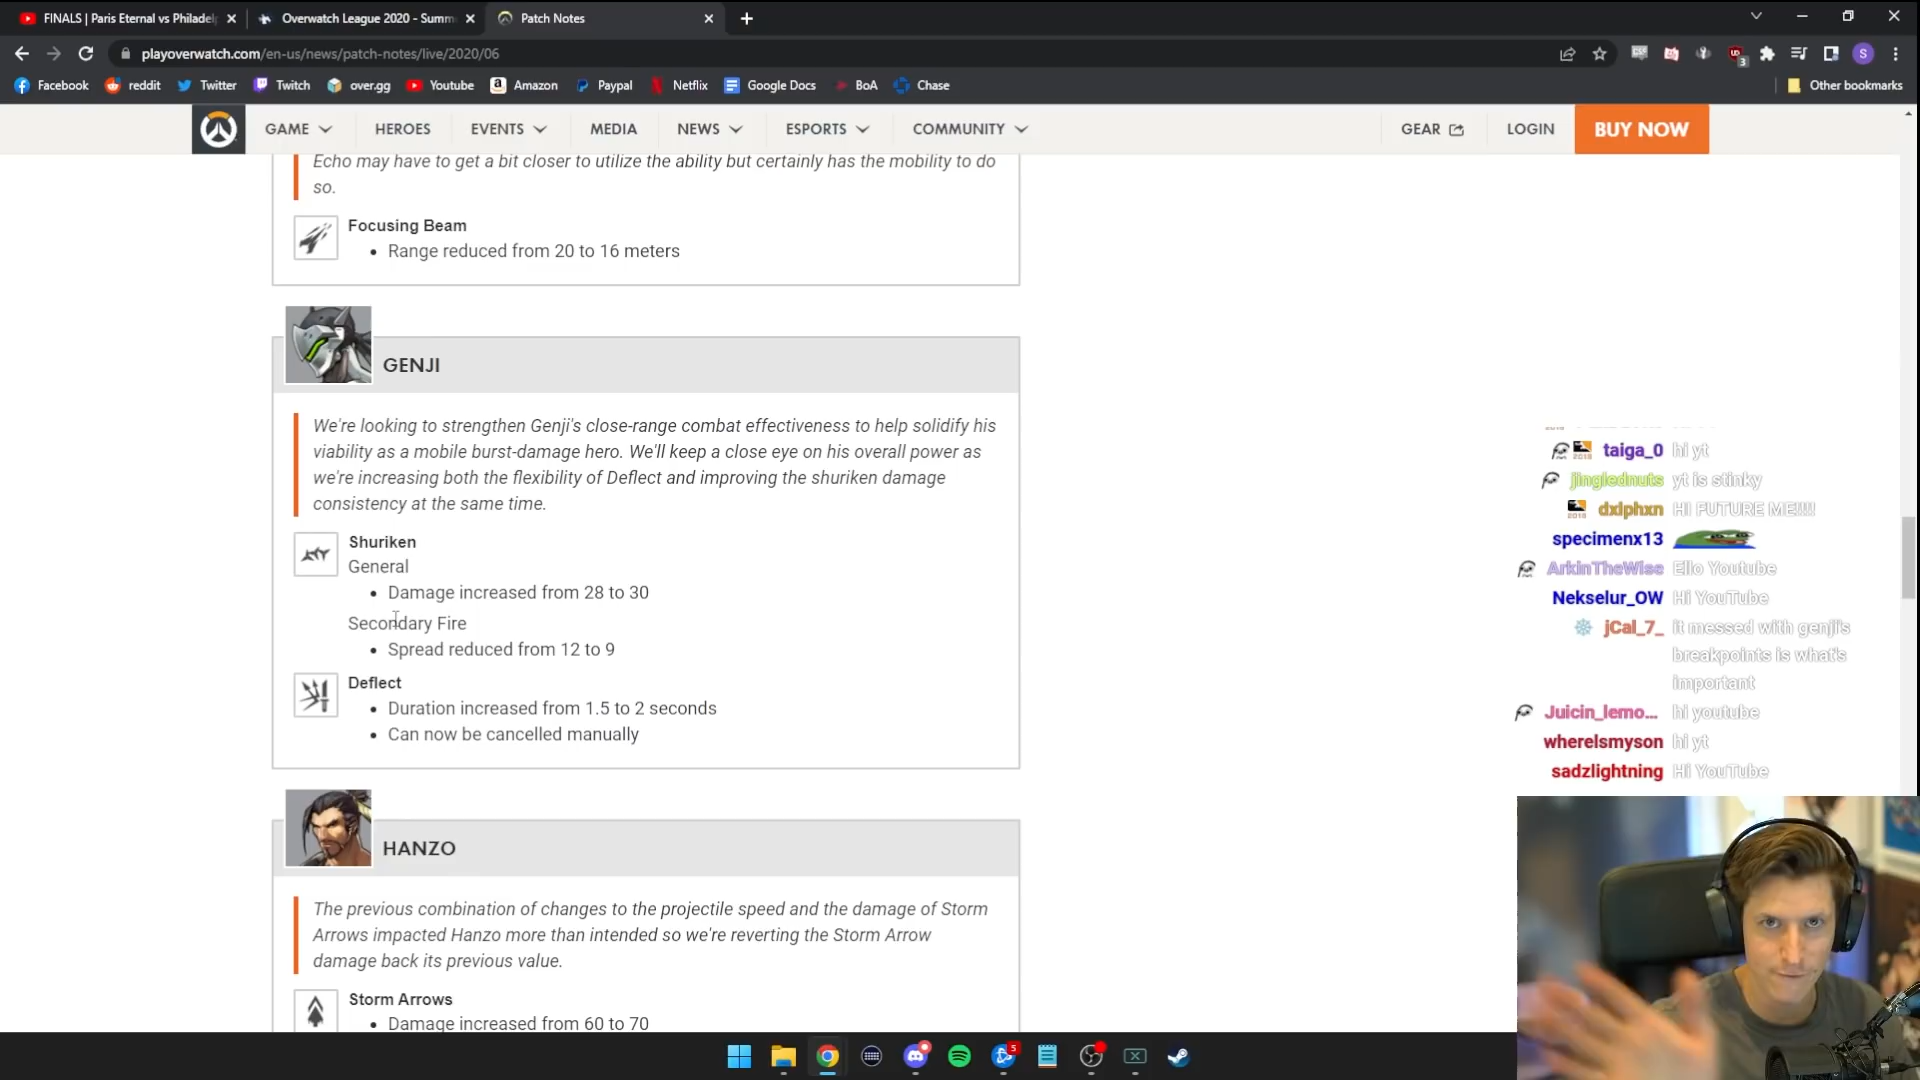 FINALS | Paris Eternal vs Philadel
Overwatch League 2020 - Summ
Patch Notes
playoverwatch.com/en-us/news/patch-notes/live/2020/06
3
S
Facebook
reddit
Twitter
Twitch
over.gg
Youtube
Amazon
Paypal
Netflix
Google Docs
BoA
Chase
Other bookmarks
GAME
HEROES
EVENTS
MEDIA
NEWS
ESPORTS
COMMUNITY
GEAR
LOGIN
BUY NOW
Echo may have to get a bit closer to utilize the ability but certainly has the mobility to do
so.
Focusing Beam
Range reduced from 20 to 16 meters
GENJI
We're looking to strengthen Genji's close-range combat effectiveness to help solidify his
viability as a mobile burst-damage hero. We'll keep a close eye on his overall power as
we're increasing both the flexibility of Deflect and improving the shuriken damage
consistency at the same time.
Shuriken
General
Damage increased from 28 to 30
Secondary Fire
Spread reduced from 12 to 9
Deflect
Duration increased from 1.5 to 2 seconds
Can now be cancelled manually
HANZO
The previous combination of changes to the projectile speed and the damage of Storm
Arrows impacted Hanzo more than intended so we're reverting the Storm Arrow
damage back its previous value.
Storm Arrows
Damage increased from 60 to 70
taiga_0 hi yt
jinglednuts yt is stinky
dxlphxn HI FUTURE ME!!!!
specimenx13
ArkinTheWise Ello Youtube
Nekselur_OW Hi YouTube
jCal_7_ it messed with genji's
breakpoints is what's
important
Juicin_lemo... hi youtube
whereIsmyson hi yt
sadzlightning Hi YouTube
5